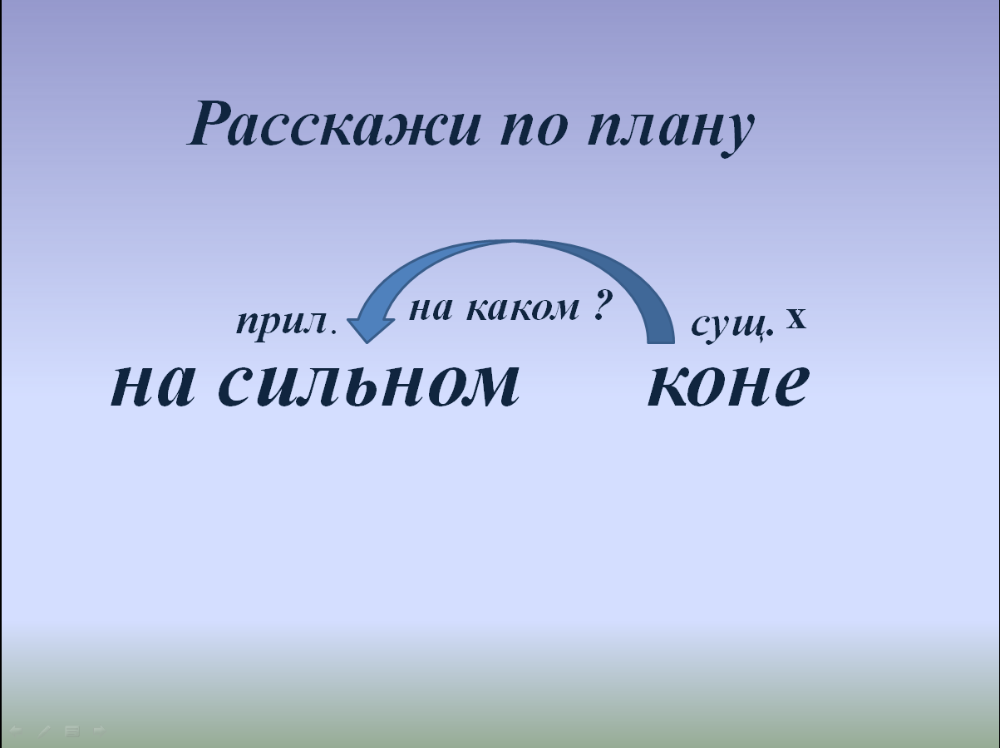 Расскажи по плану
прил. на каком ? сущ. х
на сильном коне